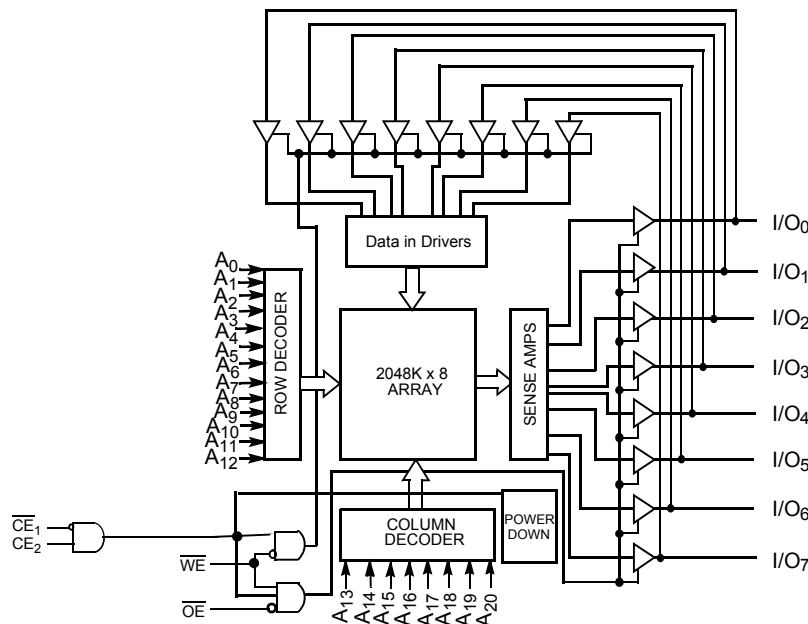 I/O0
Data in Drivers
I/O1
A0
A1
A2
A3
A4
A5
A6
A7
A8
A9
A10
A11
A12
ROW DECODER
2048K x 8
ARRAY
SENSE AMPS
I/O2
I/O3
I/O4
I/O5
I/O6
I/O7
CE1
CE2
WE
OE
COLUMN
DECODER
POWER
DOWN
A13
A14
A15
A16
A17
A18
A19
A20